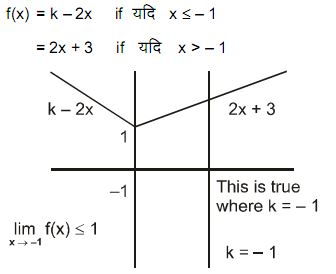 f(x) = k – 2x if यदि x ≤ – 1
= 2x + 3 if यदि x > – 1
k – 2x
2x + 3
1
–1
This is true
where k = – 1
lim f(x) ≤ 1
x → –1
k = – 1